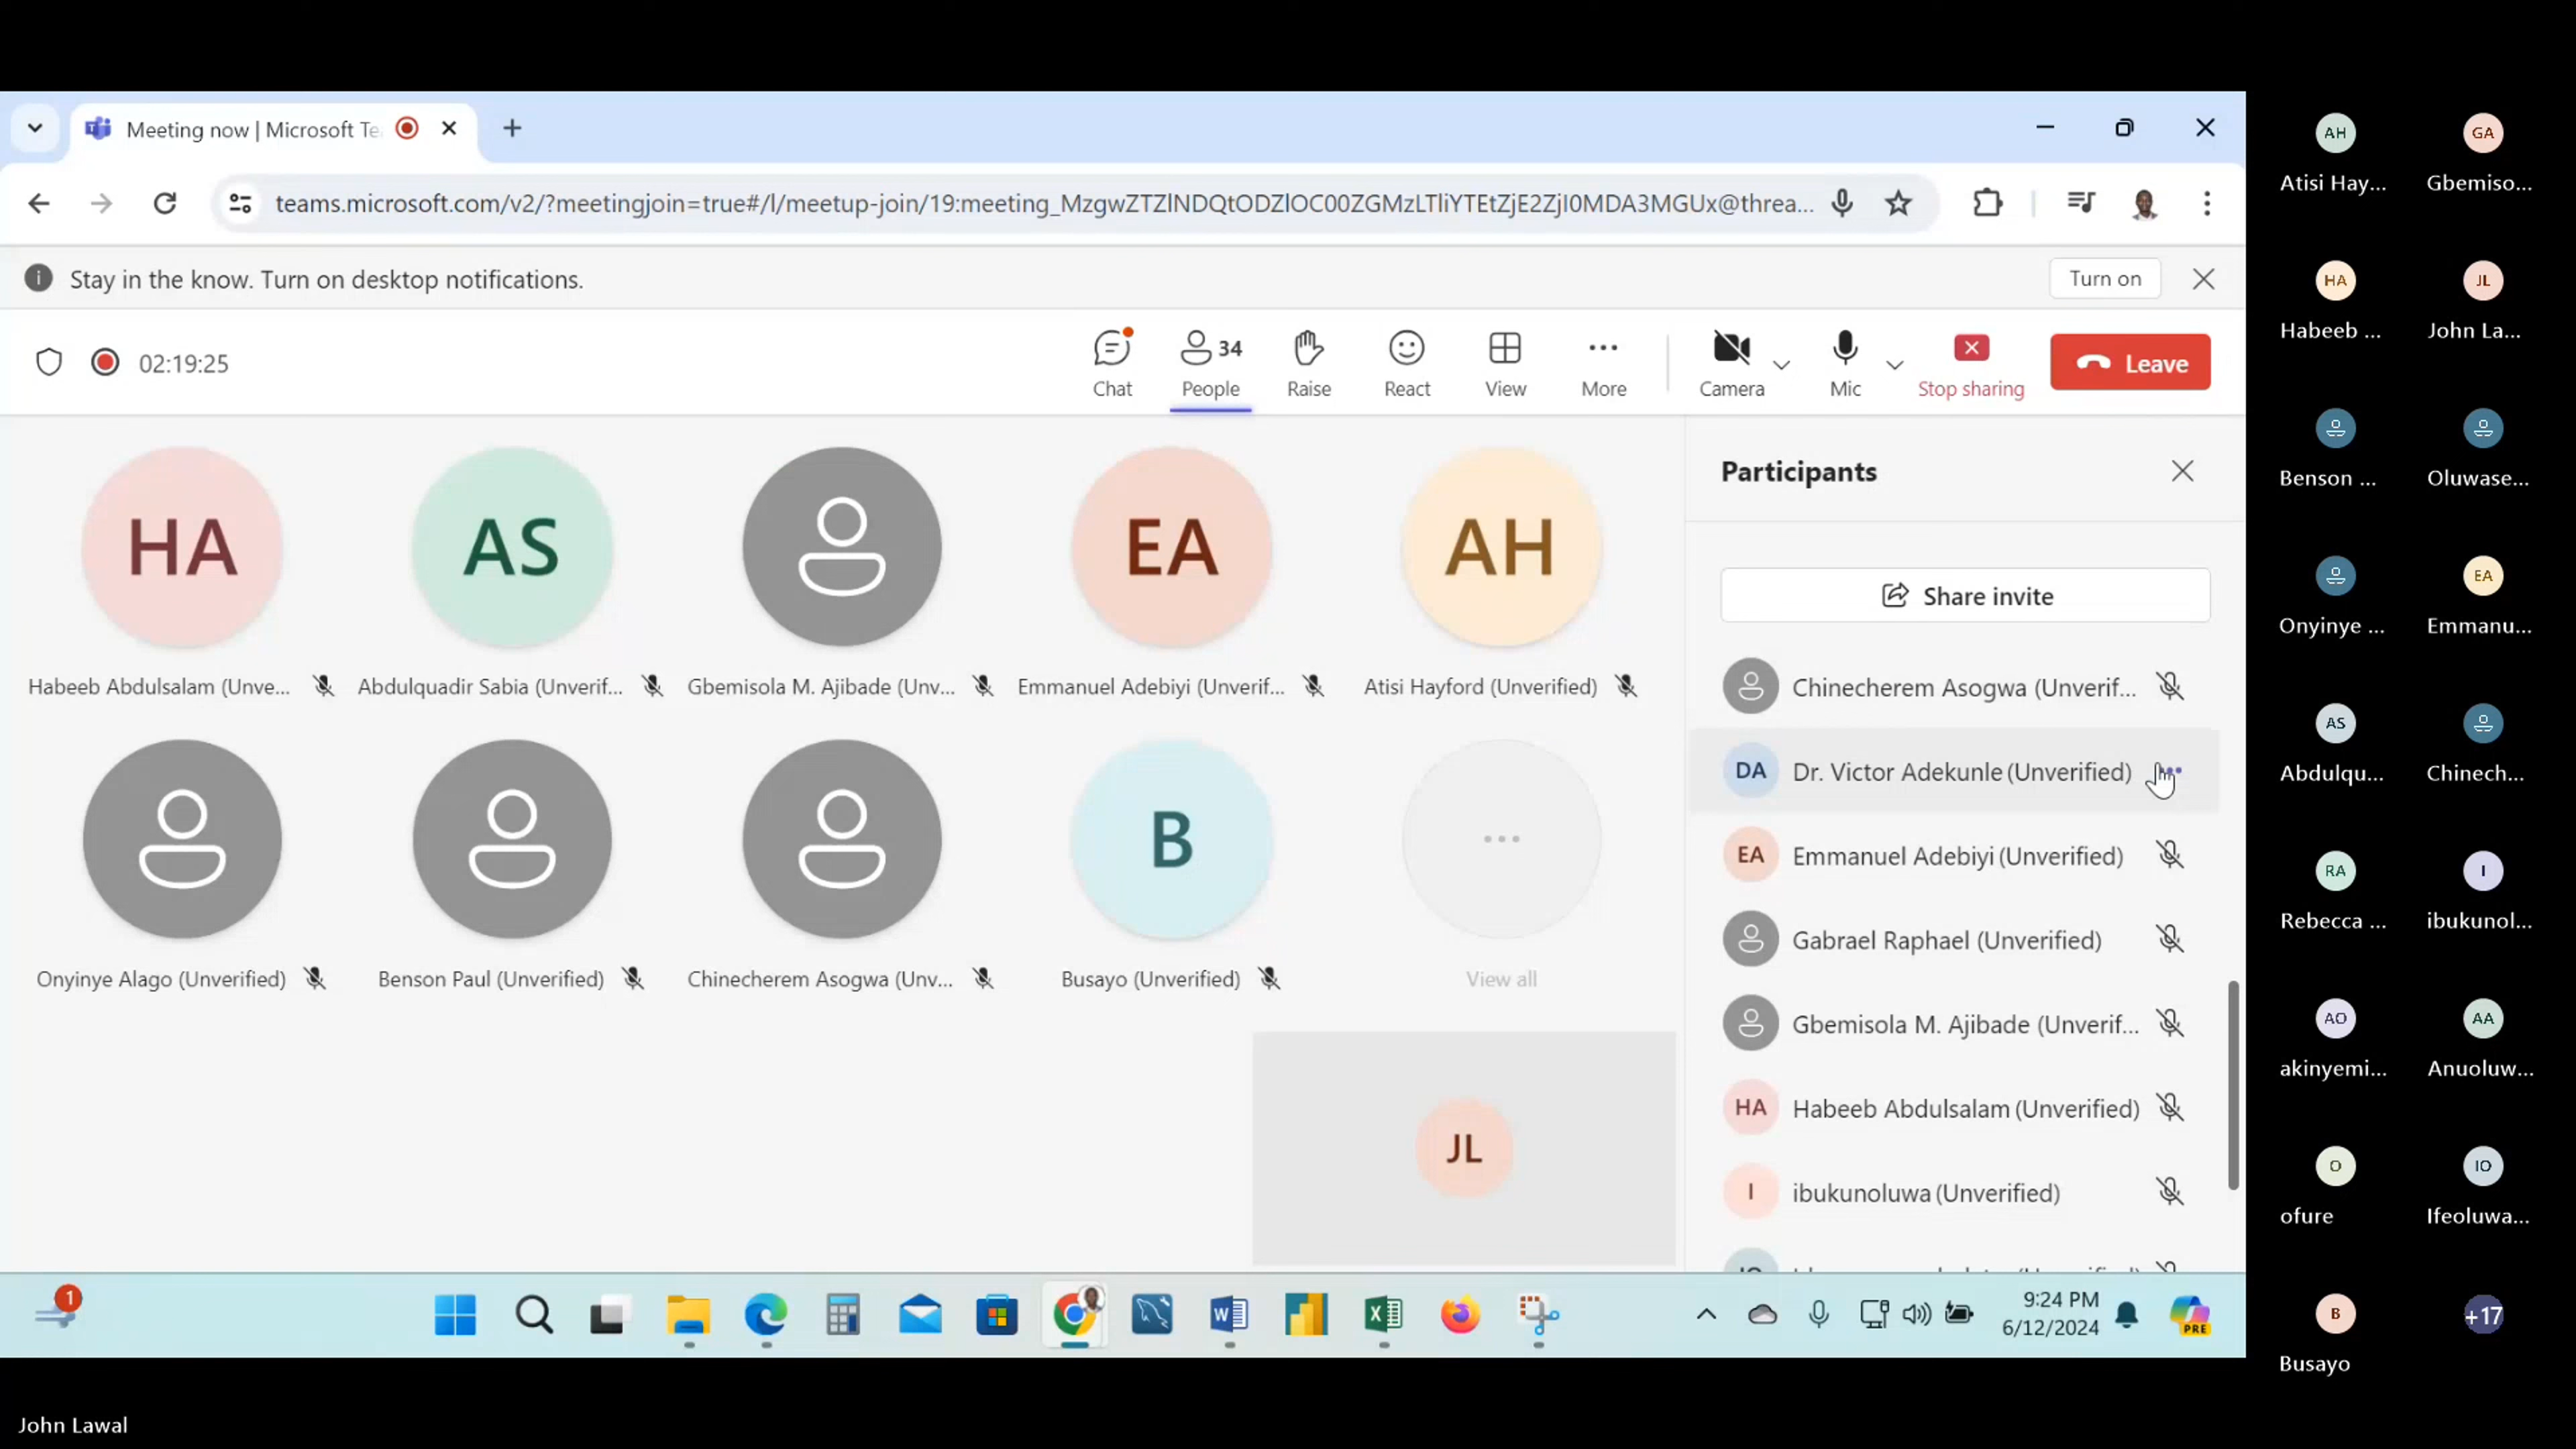 Meeting now | Microsoft Te
teams.microsoft.com/v2/?meetingjoin=true#/l/meetup-join/19:meeting_MzgwZTZlNDQtODZlOC00ZGMzLTliYTEtZjE2ZjI0MDA3MGUx@threa...
Stay in the know. Turn on desktop notifications.
Turn on
02:19:25
Chat
34
People
Raise
React
View
More
Camera
Mic
Stop sharing
Leave
HA
AS
EA
AH
Habeeb Abdulsalam (Unve...
Abdulquadir Sabia (Unverif...
Gbemisola M. Ajibade (Unv...
Emmanuel Adebiyi (Unverif...
Atisi Hayford (Unverified)
B
Onyinye Alago (Unverified)
Benson Paul (Unverified)
Chinecherem Asogwa (Unv...
Busayo (Unverified)
View all
JL
Participants
Share invite
Chinecherem Asogwa (Unverif...
DA
Dr. Victor Adekunle (Unverified)
EA
Emmanuel Adebiyi (Unverified)
Gabrael Raphael (Unverified)
Gbemisola M. Ajibade (Unverif...
HA
Habeeb Abdulsalam (Unverified)
I
ibukunoluwa (Unverified)
1
9:24 PM
6/12/2024
PRE
AH
GA
Atisi Hay...
Gbemiso...
HA
JL
Habeeb ...
John La...
Benson ...
Oluwase...
EA
Onyinye ...
Emmanu...
AS
Abdulqu...
Chinech...
RA
I
Rebecca ...
ibukunol...
AO
AA
akinyemi...
Anuoluw...
O
IO
ofure
Ifeoluwa...
B
+17
Busayo
John Lawal